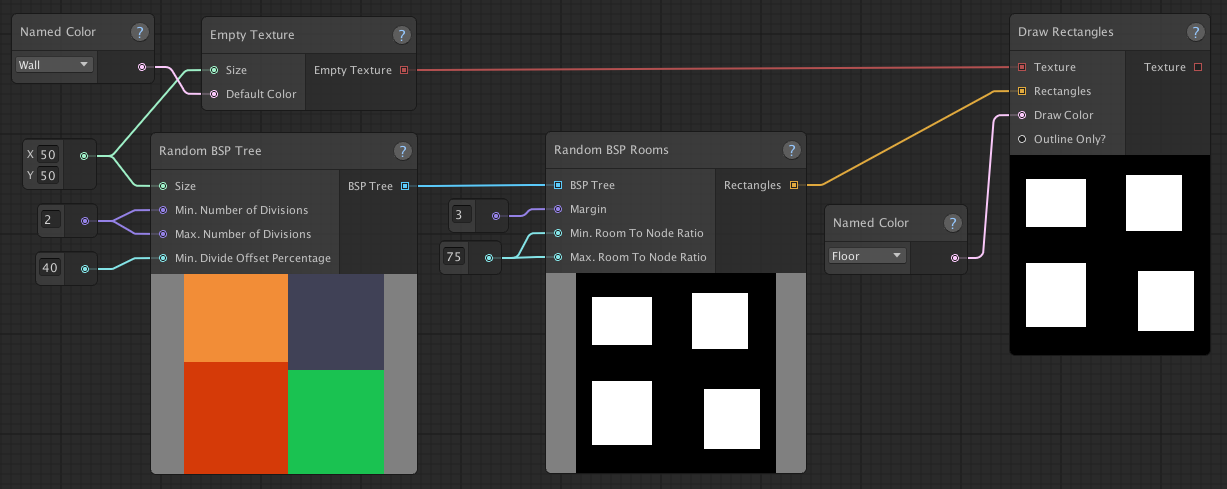 Named Color ?
Wall
Empty Texture ?
Size
Empty Texture
Default Color
X 50
Y 50
Random BSP Tree ?
Size
BSP Tree
Min. Number of Divisions
Max. Number of Divisions
Min. Divide Offset Percentage
2
40
Random BSP Rooms ?
BSP Tree
Rectangles
Margin
Min. Room To Node Ratio
Max. Room To Node Ratio
3
75
Named Color ?
Floor
Draw Rectangles ?
Texture
Texture
Rectangles
Draw Color
Outline Only?